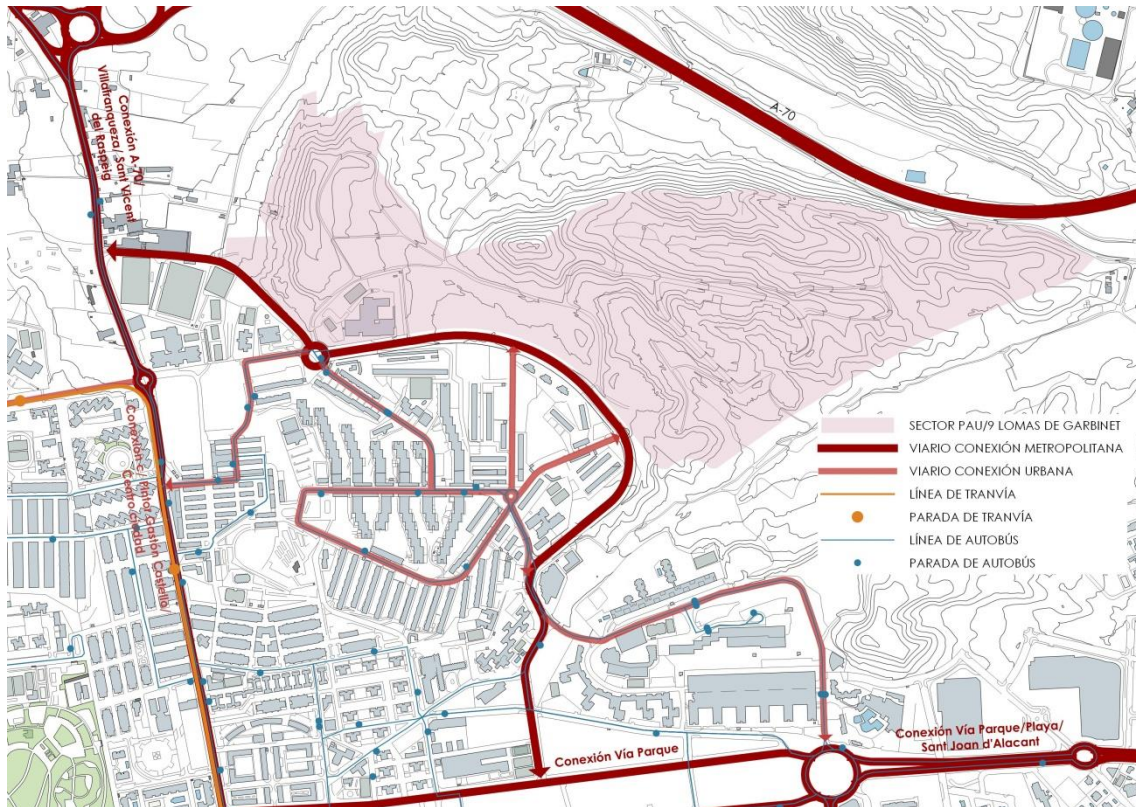 Conexión A-70/
Villafranqueza/ Sant Vicent
del Raspeig
A-70
Conexión c/ Pintor Gastón Castelló/
Centro ciudad
SECTOR PAU/9 LOMAS DE GARBINET
VIARIO CONEXIÓN METROPOLITANA
VIARIO CONEXIÓN URBANA
LÍNEA DE TRANVÍA
PARADA DE TRANVÍA
LÍNEA DE AUTOBÚS
PARADA DE AUTOBÚS
Conexión Vía Parque
Conexión Vía Parque/Playa/
Sant Joan d'Alacant